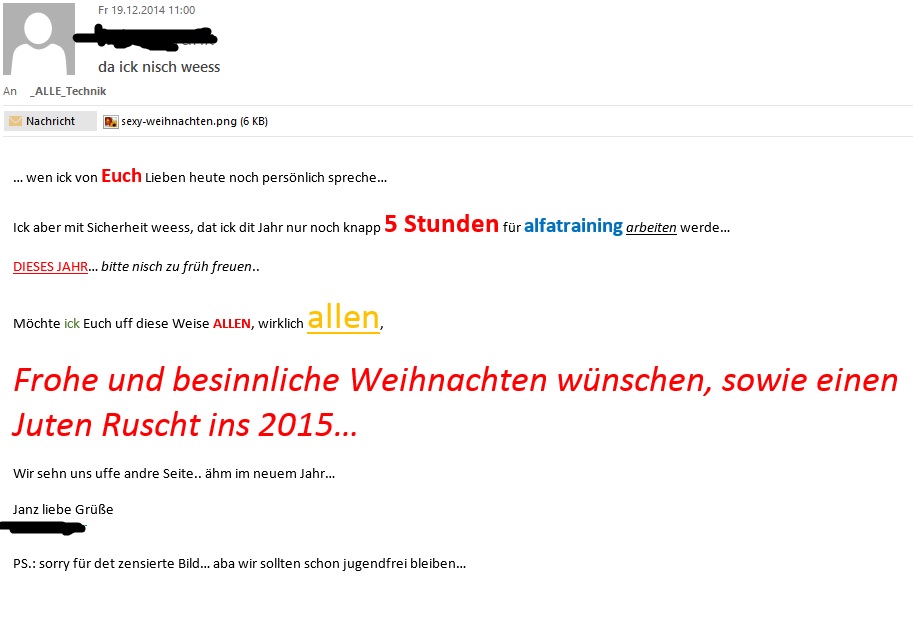 Fr 19.12.2014 11:00
da ick nisch weess
An _ALLE_Technik
Nachricht sexy-weihnachten.png (6 KB)
... wen ick von Euch Lieben heute noch persönlich spreche...
Ick aber mit Sicherheit weess, dat ick dit Jahr nur noch knapp 5 Stunden für alfatraining arbeiten werde...
DIESES JAHR... bitte nisch zu früh freuen..
Möchte ick Euch uff diese Weise ALLEN, wirklich allen,
Frohe und besinnliche Weihnachten wünschen, sowie einen
Juten Ruscht ins 2015...
Wir sehn uns uffe andre Seite.. ähm im neuem Jahr...
Janz liebe Grüße
PS.: sorry für det zensierte Bild... aba wir sollten schon jugendfrei bleiben...